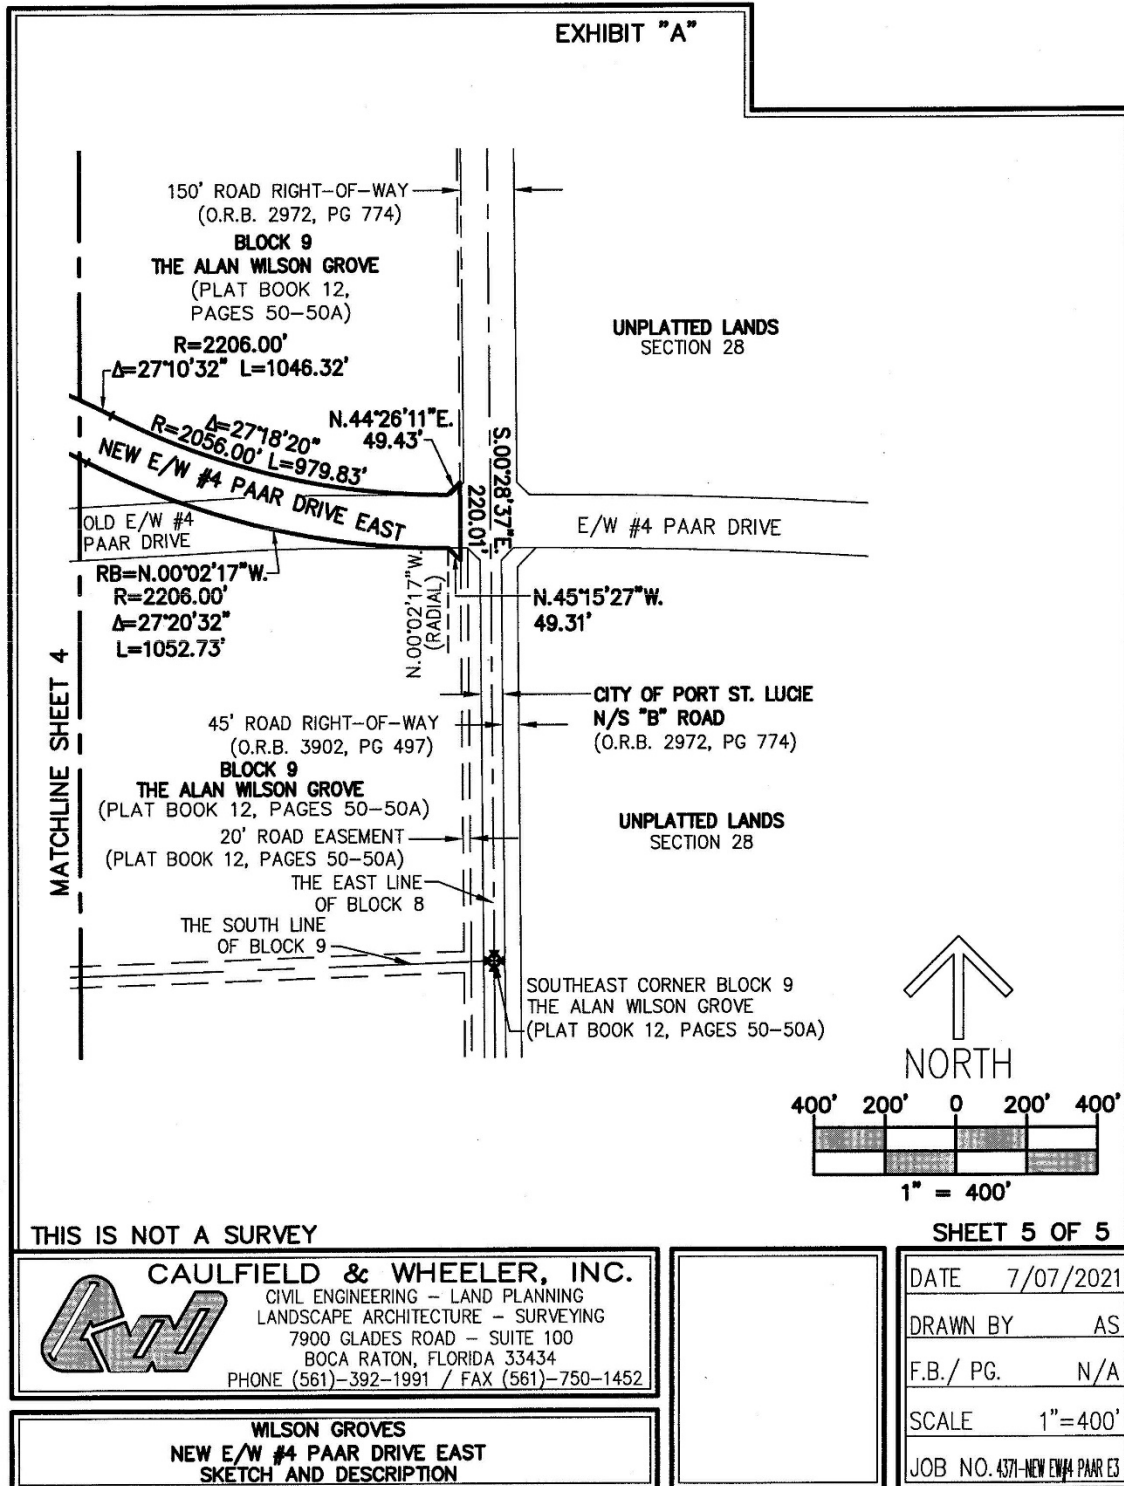 EXHIBIT "A"
150' ROAD RIGHT-OF-WAY
(O.R.B. 2972, PG 774)
BLOCK 9
THE ALAN WILSON GROVE
(PLAT BOOK 12,
PAGES 50-50A)
UNPLATTED LANDS
SECTION 28
R=2206.00'
Δ=27°10'32" L=1046.32'
Δ=27°18'20"
R=2056.00' L=979.83'
N.44°26'11"E.
49.43'
S.00°28'37"E.
220.01'
NEW E/W #4 PAAR DRIVE EAST
OLD E/W #4
PAAR DRIVE
E/W #4 PAAR DRIVE
RB=N.00°02'17"W.
R=2206.00'
Δ=27°20'32"
L=1052.73'
N.00°02'17"W.
(RADIAL)
N.45°15'27"W.
49.31'
MATCHLINE SHEET 4
CITY OF PORT ST. LUCIE
N/S "B" ROAD
(O.R.B. 2972, PG 774)
45' ROAD RIGHT-OF-WAY
(O.R.B. 3902, PG 497)
BLOCK 9
THE ALAN WILSON GROVE
(PLAT BOOK 12, PAGES 50-50A)
UNPLATTED LANDS
SECTION 28
20' ROAD EASEMENT
(PLAT BOOK 12, PAGES 50-50A)
THE EAST LINE
OF BLOCK 8
THE SOUTH LINE
OF BLOCK 9
SOUTHEAST CORNER BLOCK 9
THE ALAN WILSON GROVE
(PLAT BOOK 12, PAGES 50-50A)
NORTH
400' 200' 0 200' 400'
1" = 400'
THIS IS NOT A SURVEY
SHEET 5 OF 5
CAULFIELD & WHEELER, INC.
CIVIL ENGINEERING - LAND PLANNING
LANDSCAPE ARCHITECTURE - SURVEYING
7900 GLADES ROAD - SUITE 100
BOCA RATON, FLORIDA 33434
PHONE (561)-392-1991 / FAX (561)-750-1452
WILSON GROVES
NEW E/W #4 PAAR DRIVE EAST
SKETCH AND DESCRIPTION
DATE 7/07/2021
DRAWN BY AS
F.B./ PG. N/A
SCALE 1"=400'
JOB NO. 4371-NEW EW#4 PAAR E3